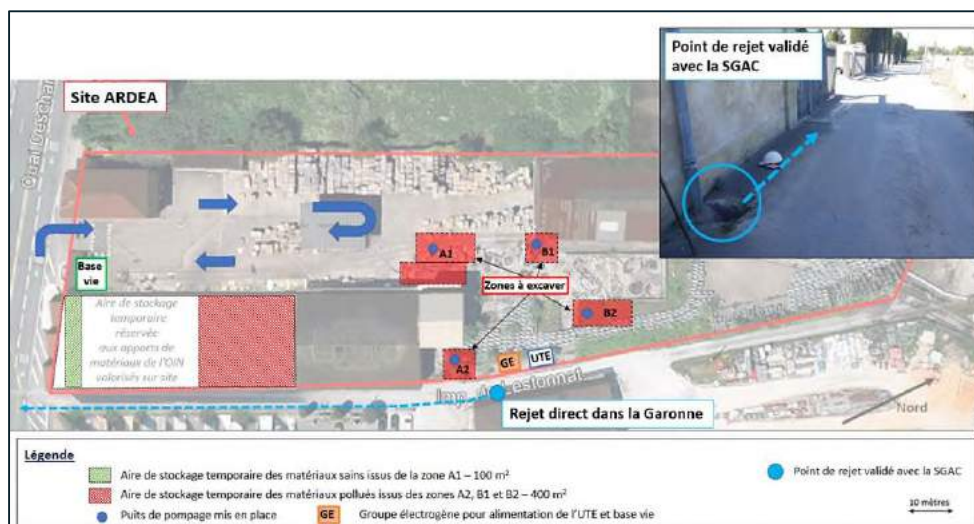 Point de rejet validé
avec la SGAC
Site ARDEA
Quai Deschar
A1
B1
Base
vie
Zones à excaver
Aire de stockage
temporaire
réservée
aux apports de
matériaux de l'OIN
valorisés sur site
B2
A2
GE
UTE
Imp. de Lestonnat
Rejet direct dans la Garonne
Nord
Légende
Aire de stockage temporaire des matériaux sains issus de la zone A1 – 100 m²
Aire de stockage temporaire des matériaux pollués issus des zones A2, B1 et B2 – 400 m²
Puits de pompage mis en place
GE
Groupe électrogène pour alimentation de l'UTE et base vie
Point de rejet validé avec la SGAC
10 mètres